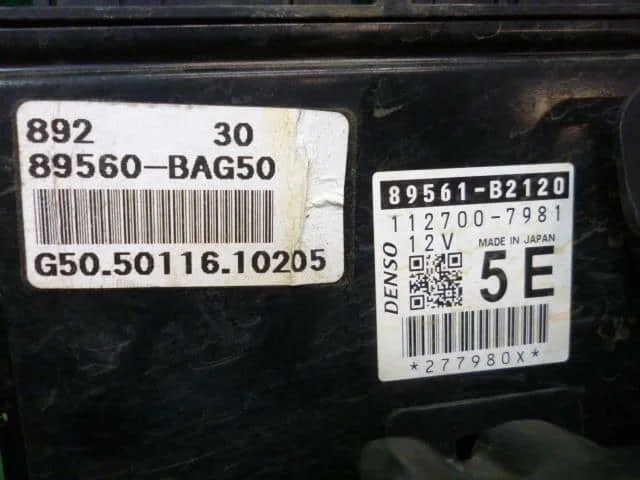 892 30
89560-BAG50
G50.50116.10205
89561-B2120
112700-7981
DENSO
12V MADE IN JAPAN
5E
*277980X*